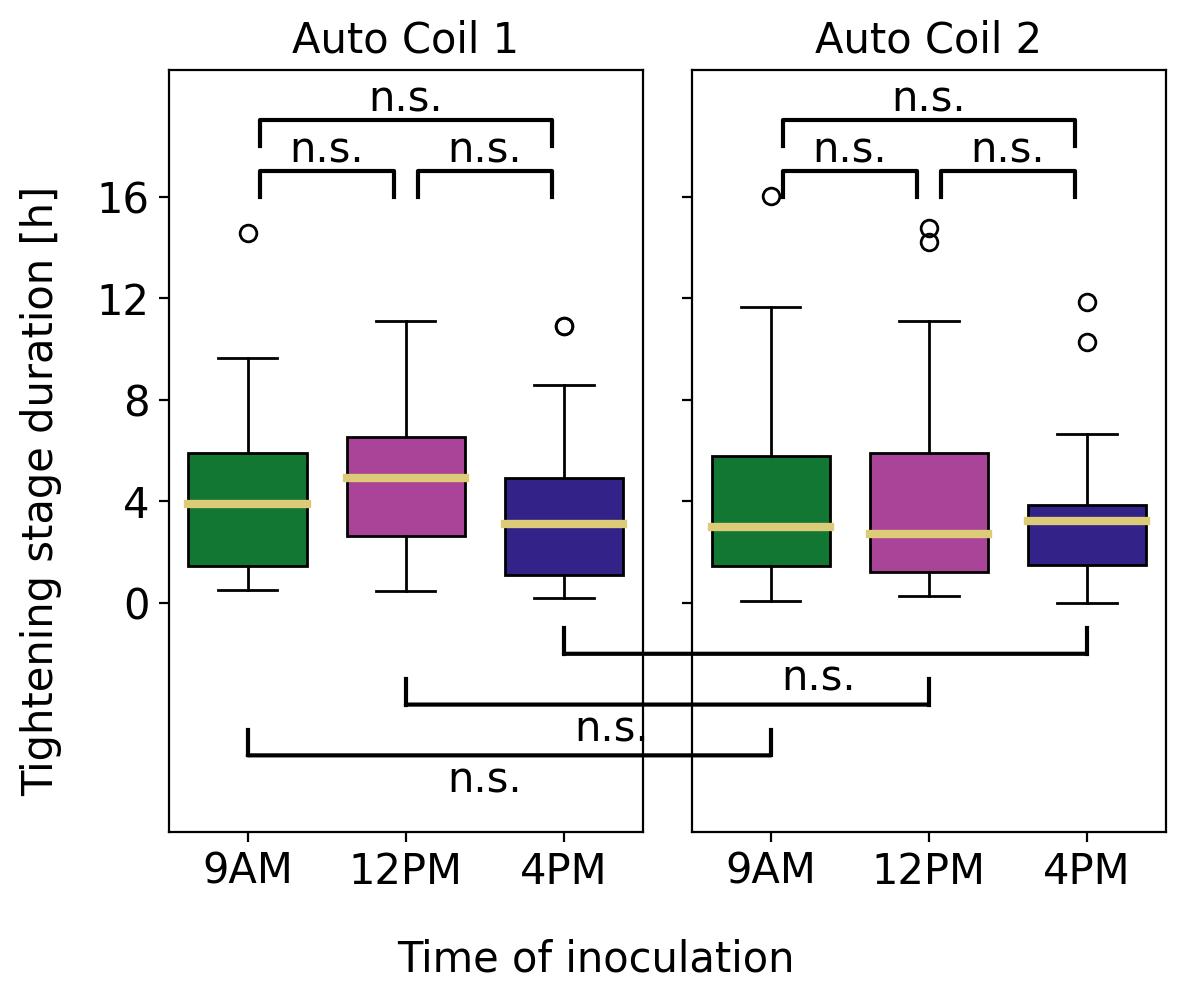 Auto Coil 1
Auto Coil 2
n.s.
n.s.
n.s. n.s.
n.s. n.s.
Tightening stage duration [h]
16
12
8
4
0
n.s.
n.s.
n.s.
9AM 12PM 4PM
9AM 12PM 4PM
Time of inoculation